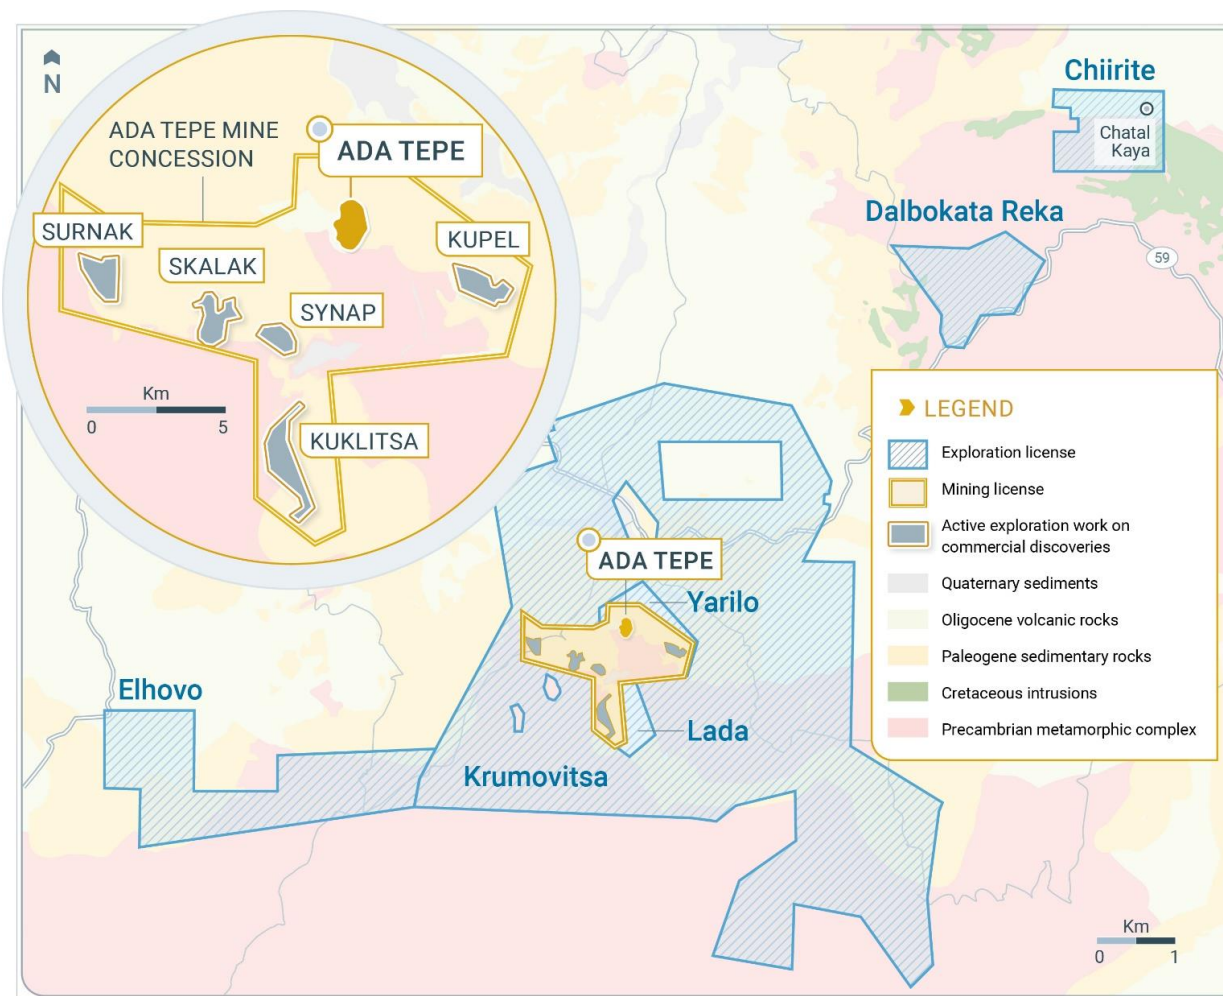 N
ADA TEPE MINE
CONCESSION
ADA TEPE
SURNAK
SKALAK
KUPEL
SYNAP
Km
0 5
KUKLITSA
Chiirite
Chatal
Kaya
Dalbokata Reka
59
LEGEND
Exploration license
Mining license
Active exploration work on
commercial discoveries
Quaternary sediments
Oligocene volcanic rocks
Paleogene sedimentary rocks
Cretaceous intrusions
Precambrian metamorphic complex
ADA TEPE
Yarilo
Elhovo
Lada
Krumovitsa
Km
0 1